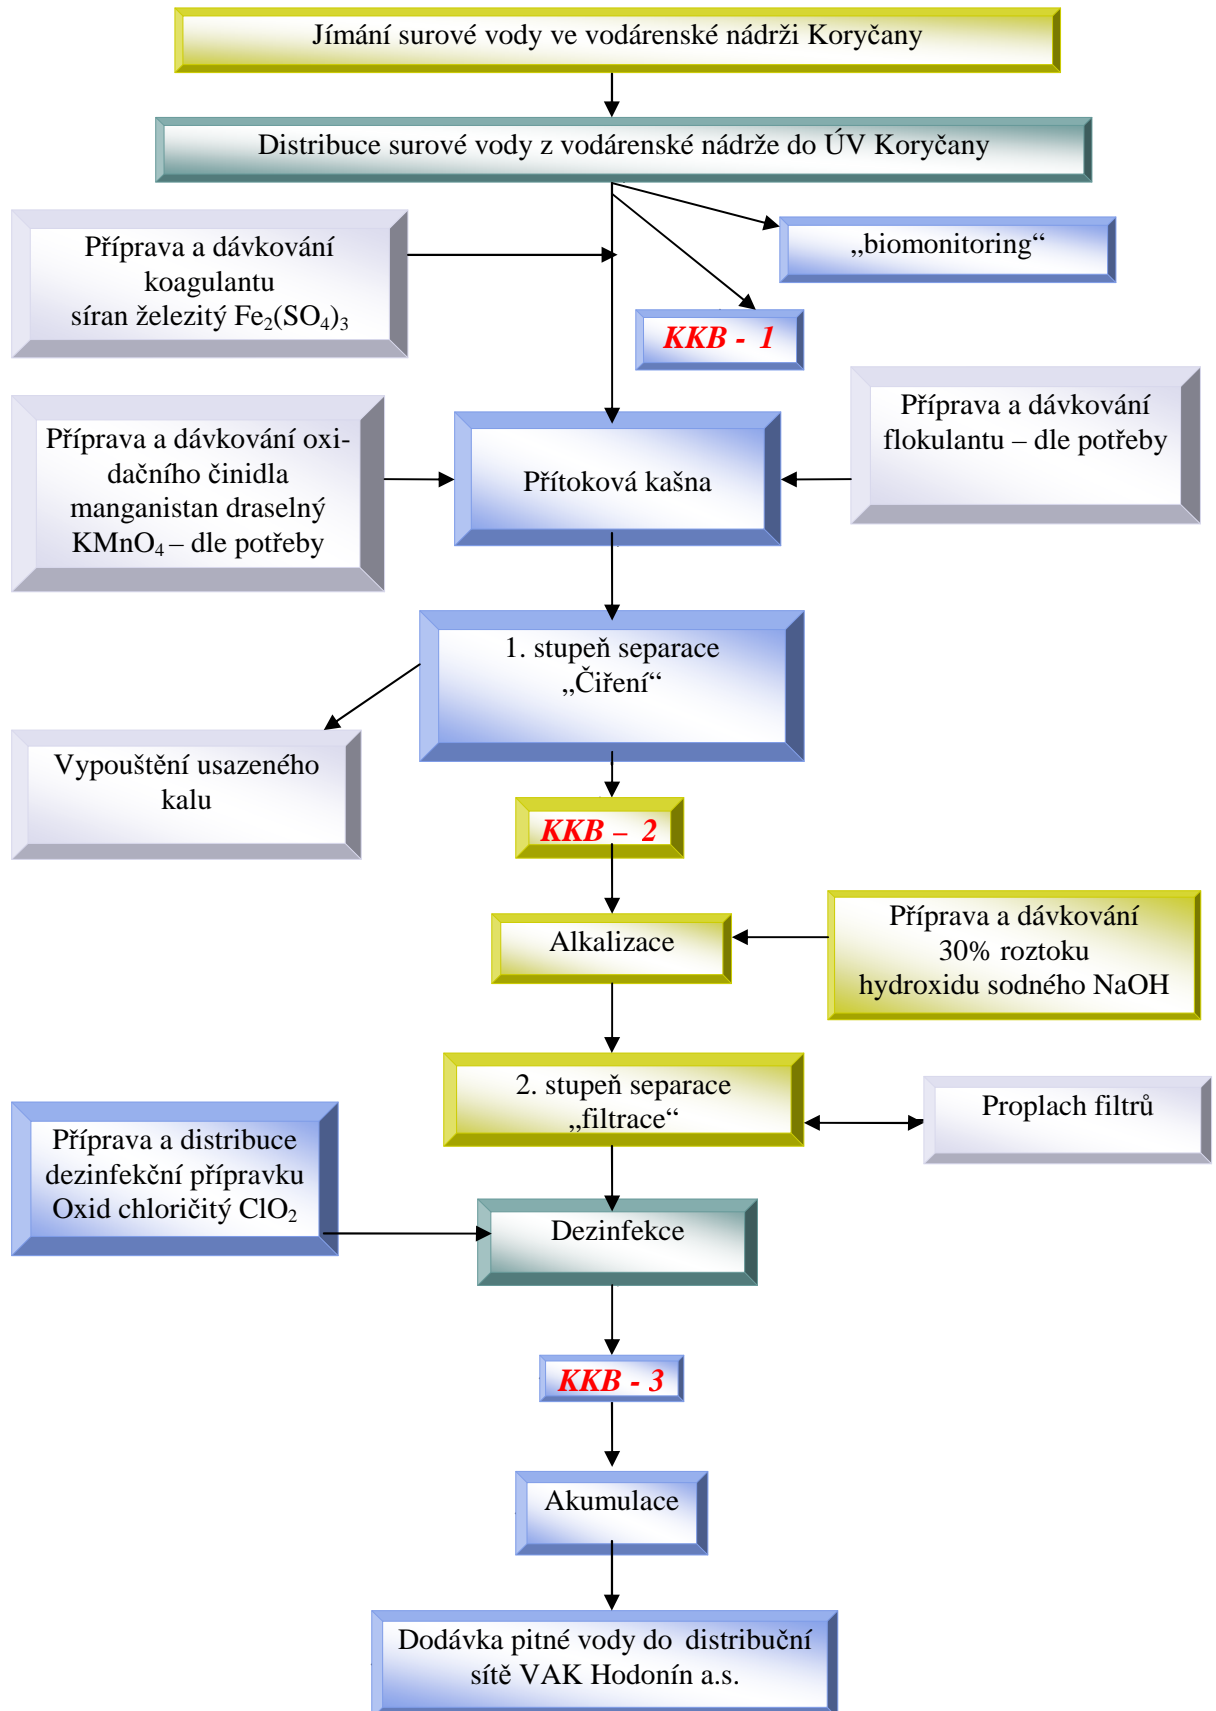 Jímání surové vody ve vodárenské nádrži Koryčany
Distribuce surové vody z vodárenské nádrže do ÚV Koryčany
Příprava a dávkování
koagulantu
síran železitý Fe₂(SO₄)₃
„biomonitoring“
KKB - 1
Příprava a dávkování oxi-
dačního činidla
manganistan draselný
KMnO₄ – dle potřeby
Přítoková kašna
Příprava a dávkování
flokulantu – dle potřeby
1. stupeň separace
„Čiření“
Vypouštění usazeného
kalu
KKB – 2
Alkalizace
Příprava a dávkování
30% roztoku
hydroxidu sodného NaOH
2. stupeň separace
„filtrace“
Proplach filtrů
Příprava a distribuce
dezinfekční přípravku
Oxid chloričitý ClO₂
Dezinfekce
KKB - 3
Akumulace
Dodávka pitné vody do distribuční
sítě VAK Hodonín a.s.